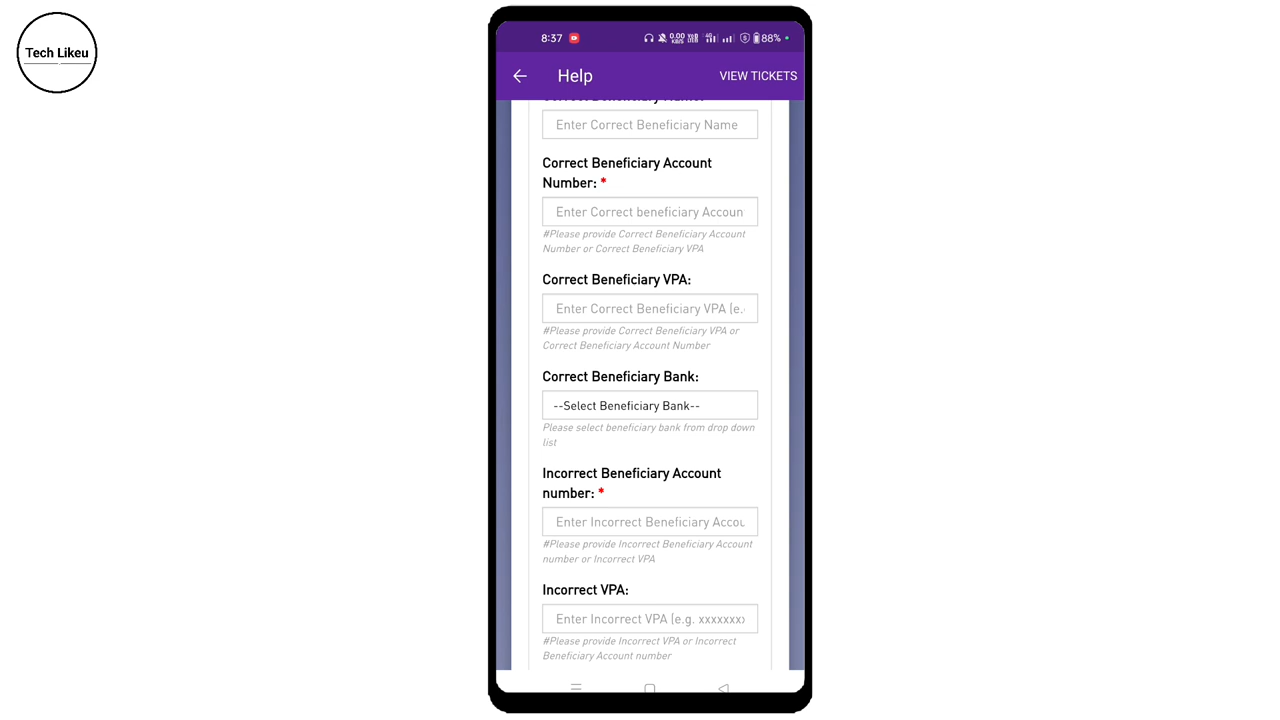 Tech Likeu
8:37
0.00
KB/S
4G
88%
Help
VIEW TICKETS
Enter Correct Beneficiary Name
Correct Beneficiary Account
Number: *
Enter Correct beneficiary Accoun
#Please provide Correct Beneficiary Account
Number or Correct Beneficiary VPA
Correct Beneficiary VPA:
Enter Correct Beneficiary VPA (e.
#Please provide Correct Beneficiary VPA or
Correct Beneficiary Account Number
Correct Beneficiary Bank:
--Select Beneficiary Bank--
Please select beneficiary bank from drop down
list
Incorrect Beneficiary Account
number: *
Enter Incorrect Beneficiary Accou
#Please provide Incorrect Beneficiary Account
number or Incorrect VPA
Incorrect VPA:
Enter Incorrect VPA (e.g. xxxxxxx
#Please provide Incorrect VPA or Incorrect
Beneficiary Account number